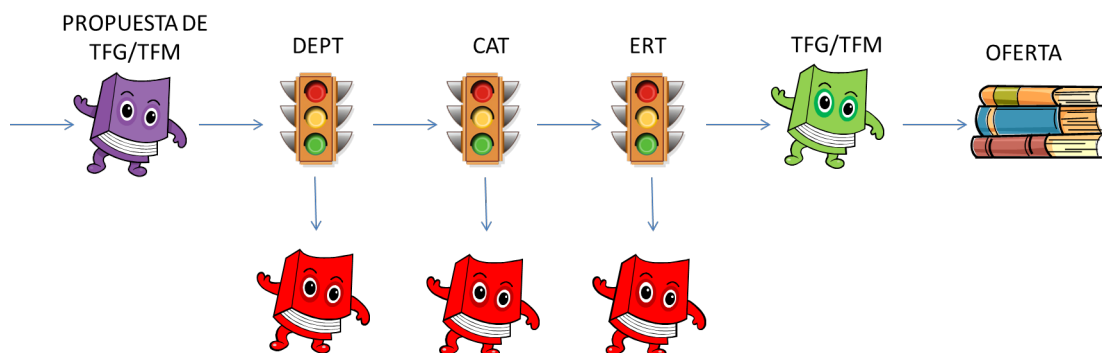 PROPUESTA DE
TFG/TFM
DEPT
CAT
ERT
TFG/TFM
OFERTA